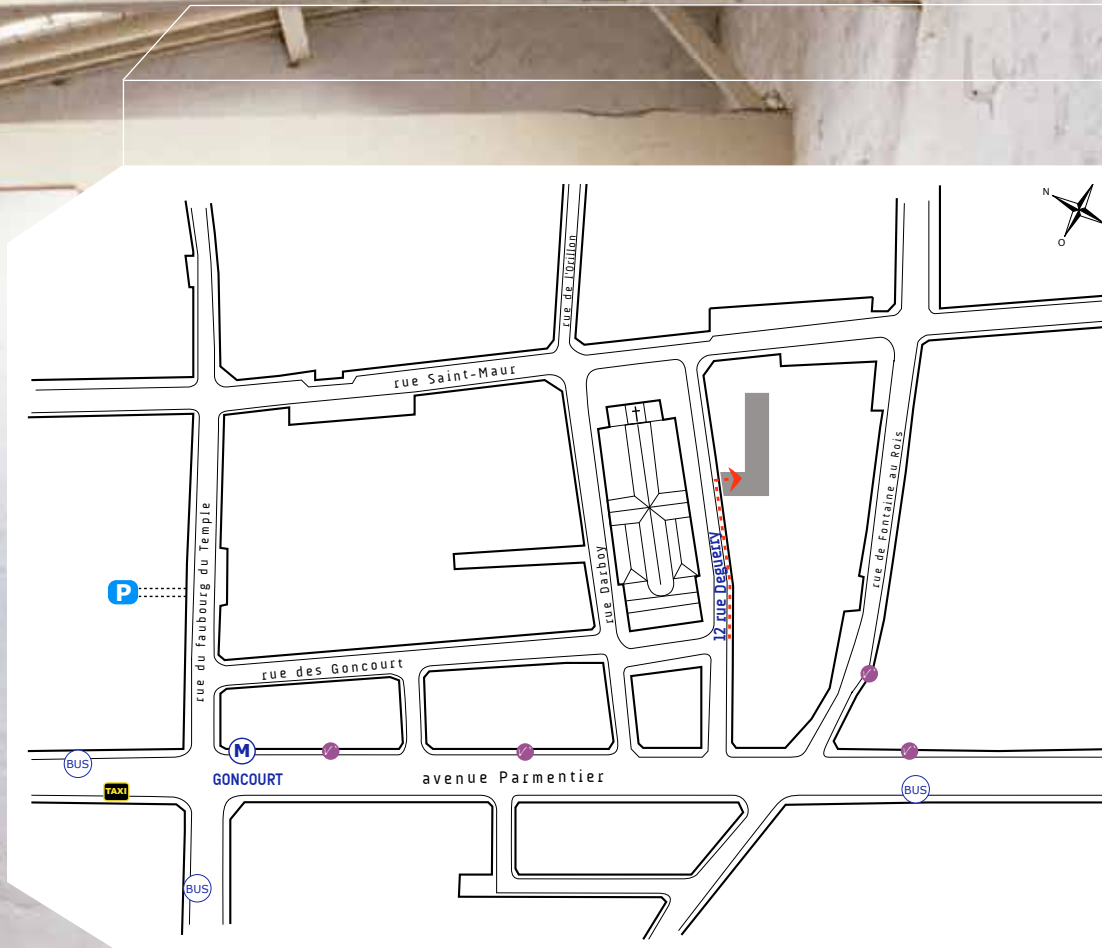 N
O
rue de l'Orillon
rue Saint-Maur
rue de Fontaine au Rois
rue du faubourg du Temple
P
rue Darboy
12 rue Deguerry
rue des Goncourt
M
GONCOURT
avenue Parmentier
BUS
TAXI
BUS
BUS